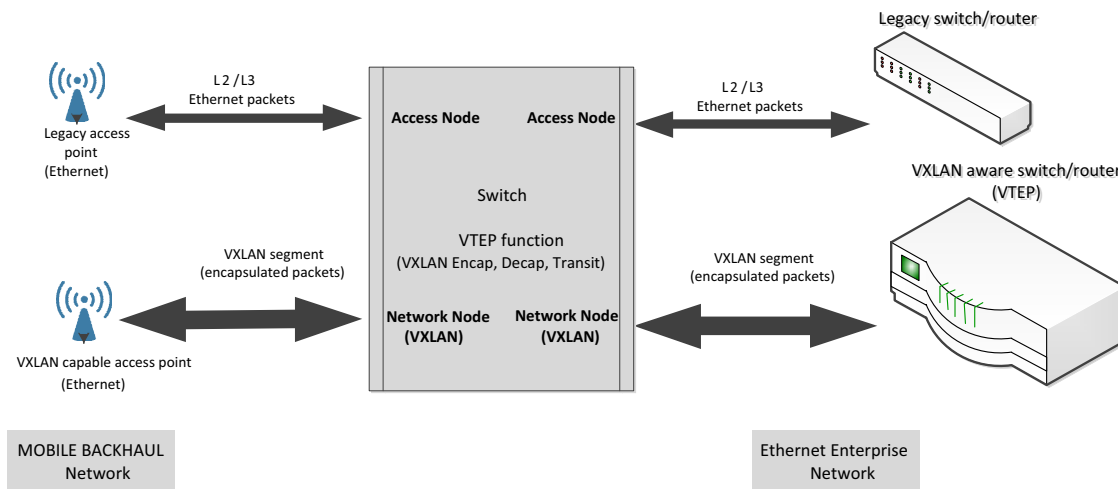 Legacy switch/router
L2 /L3
Ethernet packets
Legacy access
point
(Ethernet)
Access Node
Access Node
L2 /L3
Ethernet packets
VXLAN aware switch/router
(VTEP)
Switch
VTEP function
(VXLAN Encap, Decap, Transit)
VXLAN segment
(encapsulated packets)
VXLAN segment
(encapsulated packets)
Network Node
(VXLAN)
Network Node
(VXLAN)
VXLAN capable access point
(Ethernet)
MOBILE BACKHAUL
Network
Ethernet Enterprise
Network